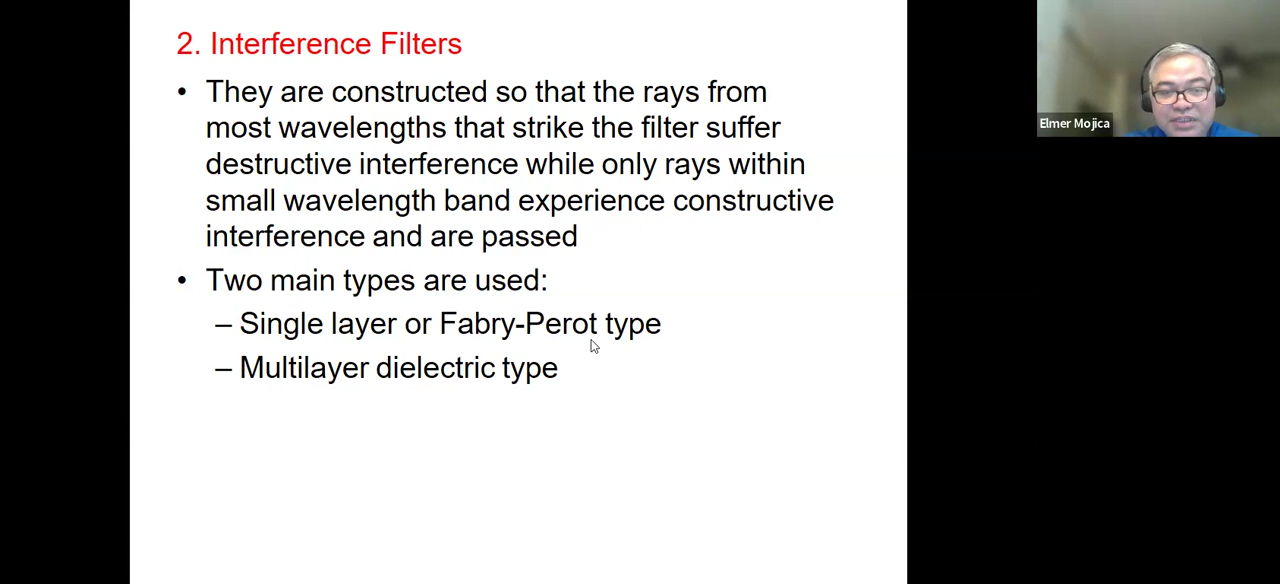 2. Interference Filters
• They are constructed so that the rays from
most wavelengths that strike the filter suffer
destructive interference while only rays within
small wavelength band experience constructive
interference and are passed
• Two main types are used:
– Single layer or Fabry-Perot type
– Multilayer dielectric type
Elmer Mojica